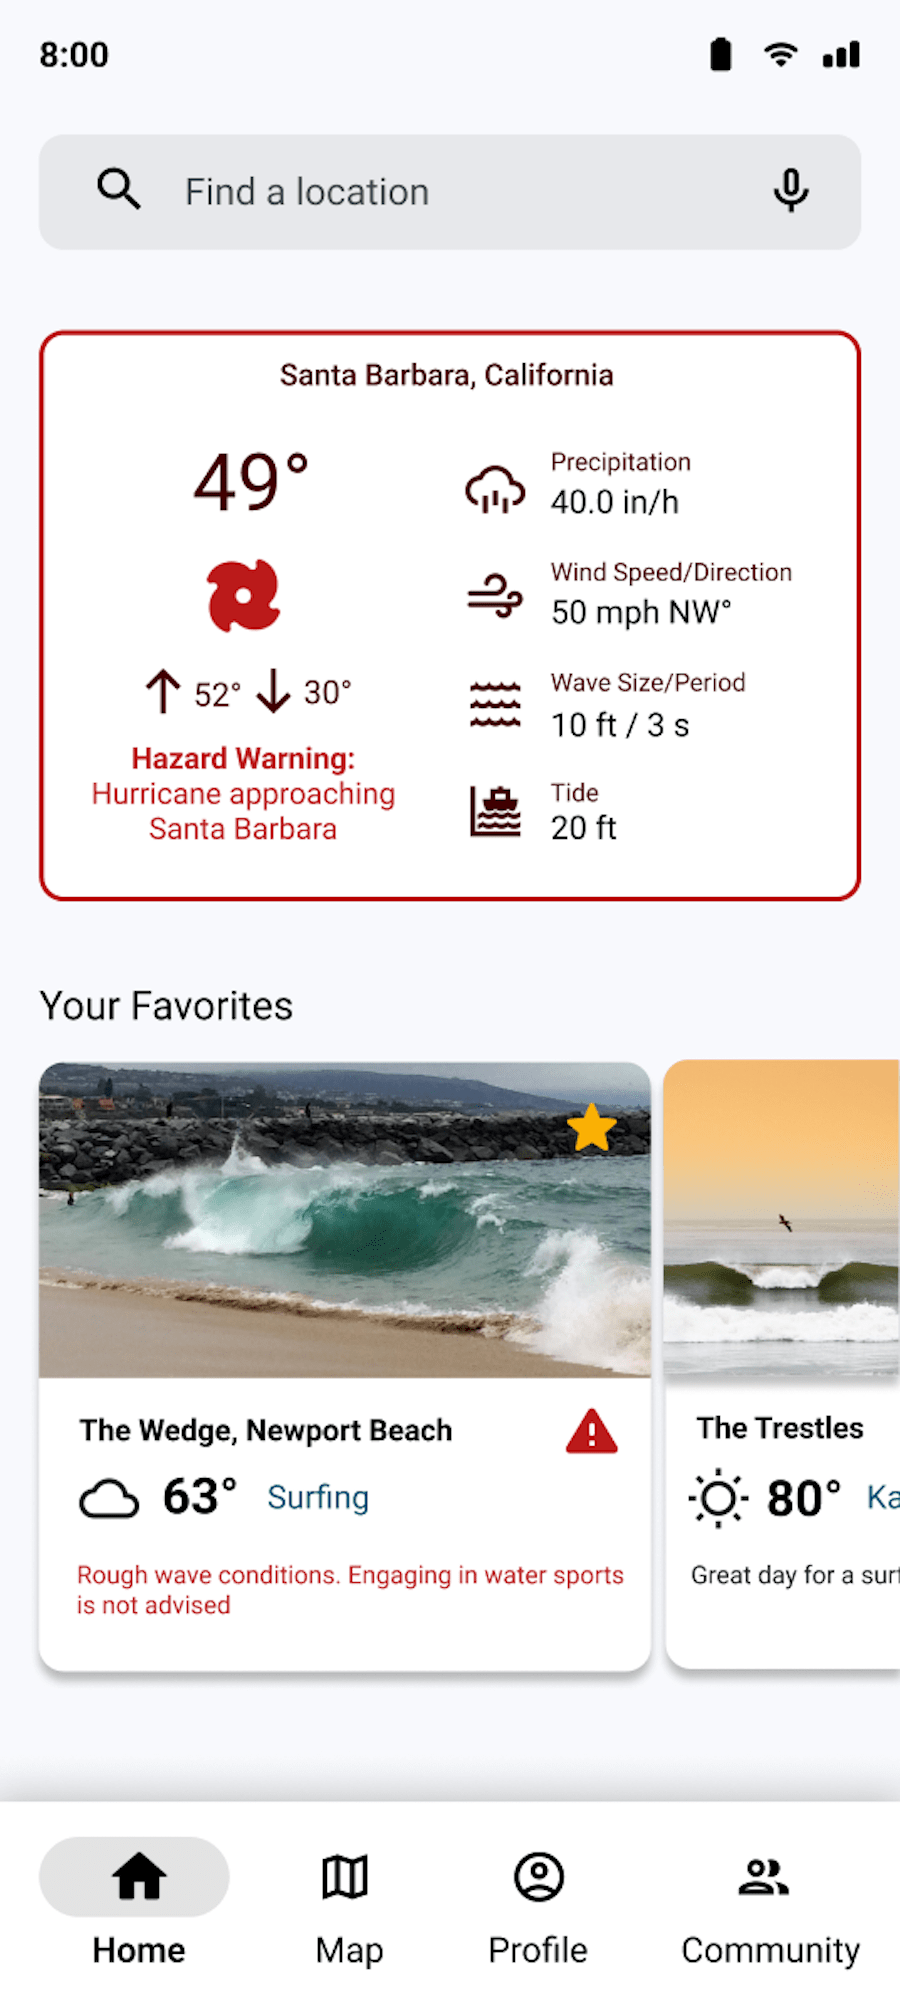 8:00
Find a location
Santa Barbara, California
49°
52° 30°
Hazard Warning:
Hurricane approaching
Santa Barbara
Precipitation
40.0 in/h
Wind Speed/Direction
50 mph NW°
Wave Size/Period
10 ft / 3 s
Tide
20 ft
Your Favorites
The Wedge, Newport Beach
63° Surfing
Rough wave conditions. Engaging in water sports
is not advised
The Trestles
80° Ka
Great day for a surf
Home
Map
Profile
Community